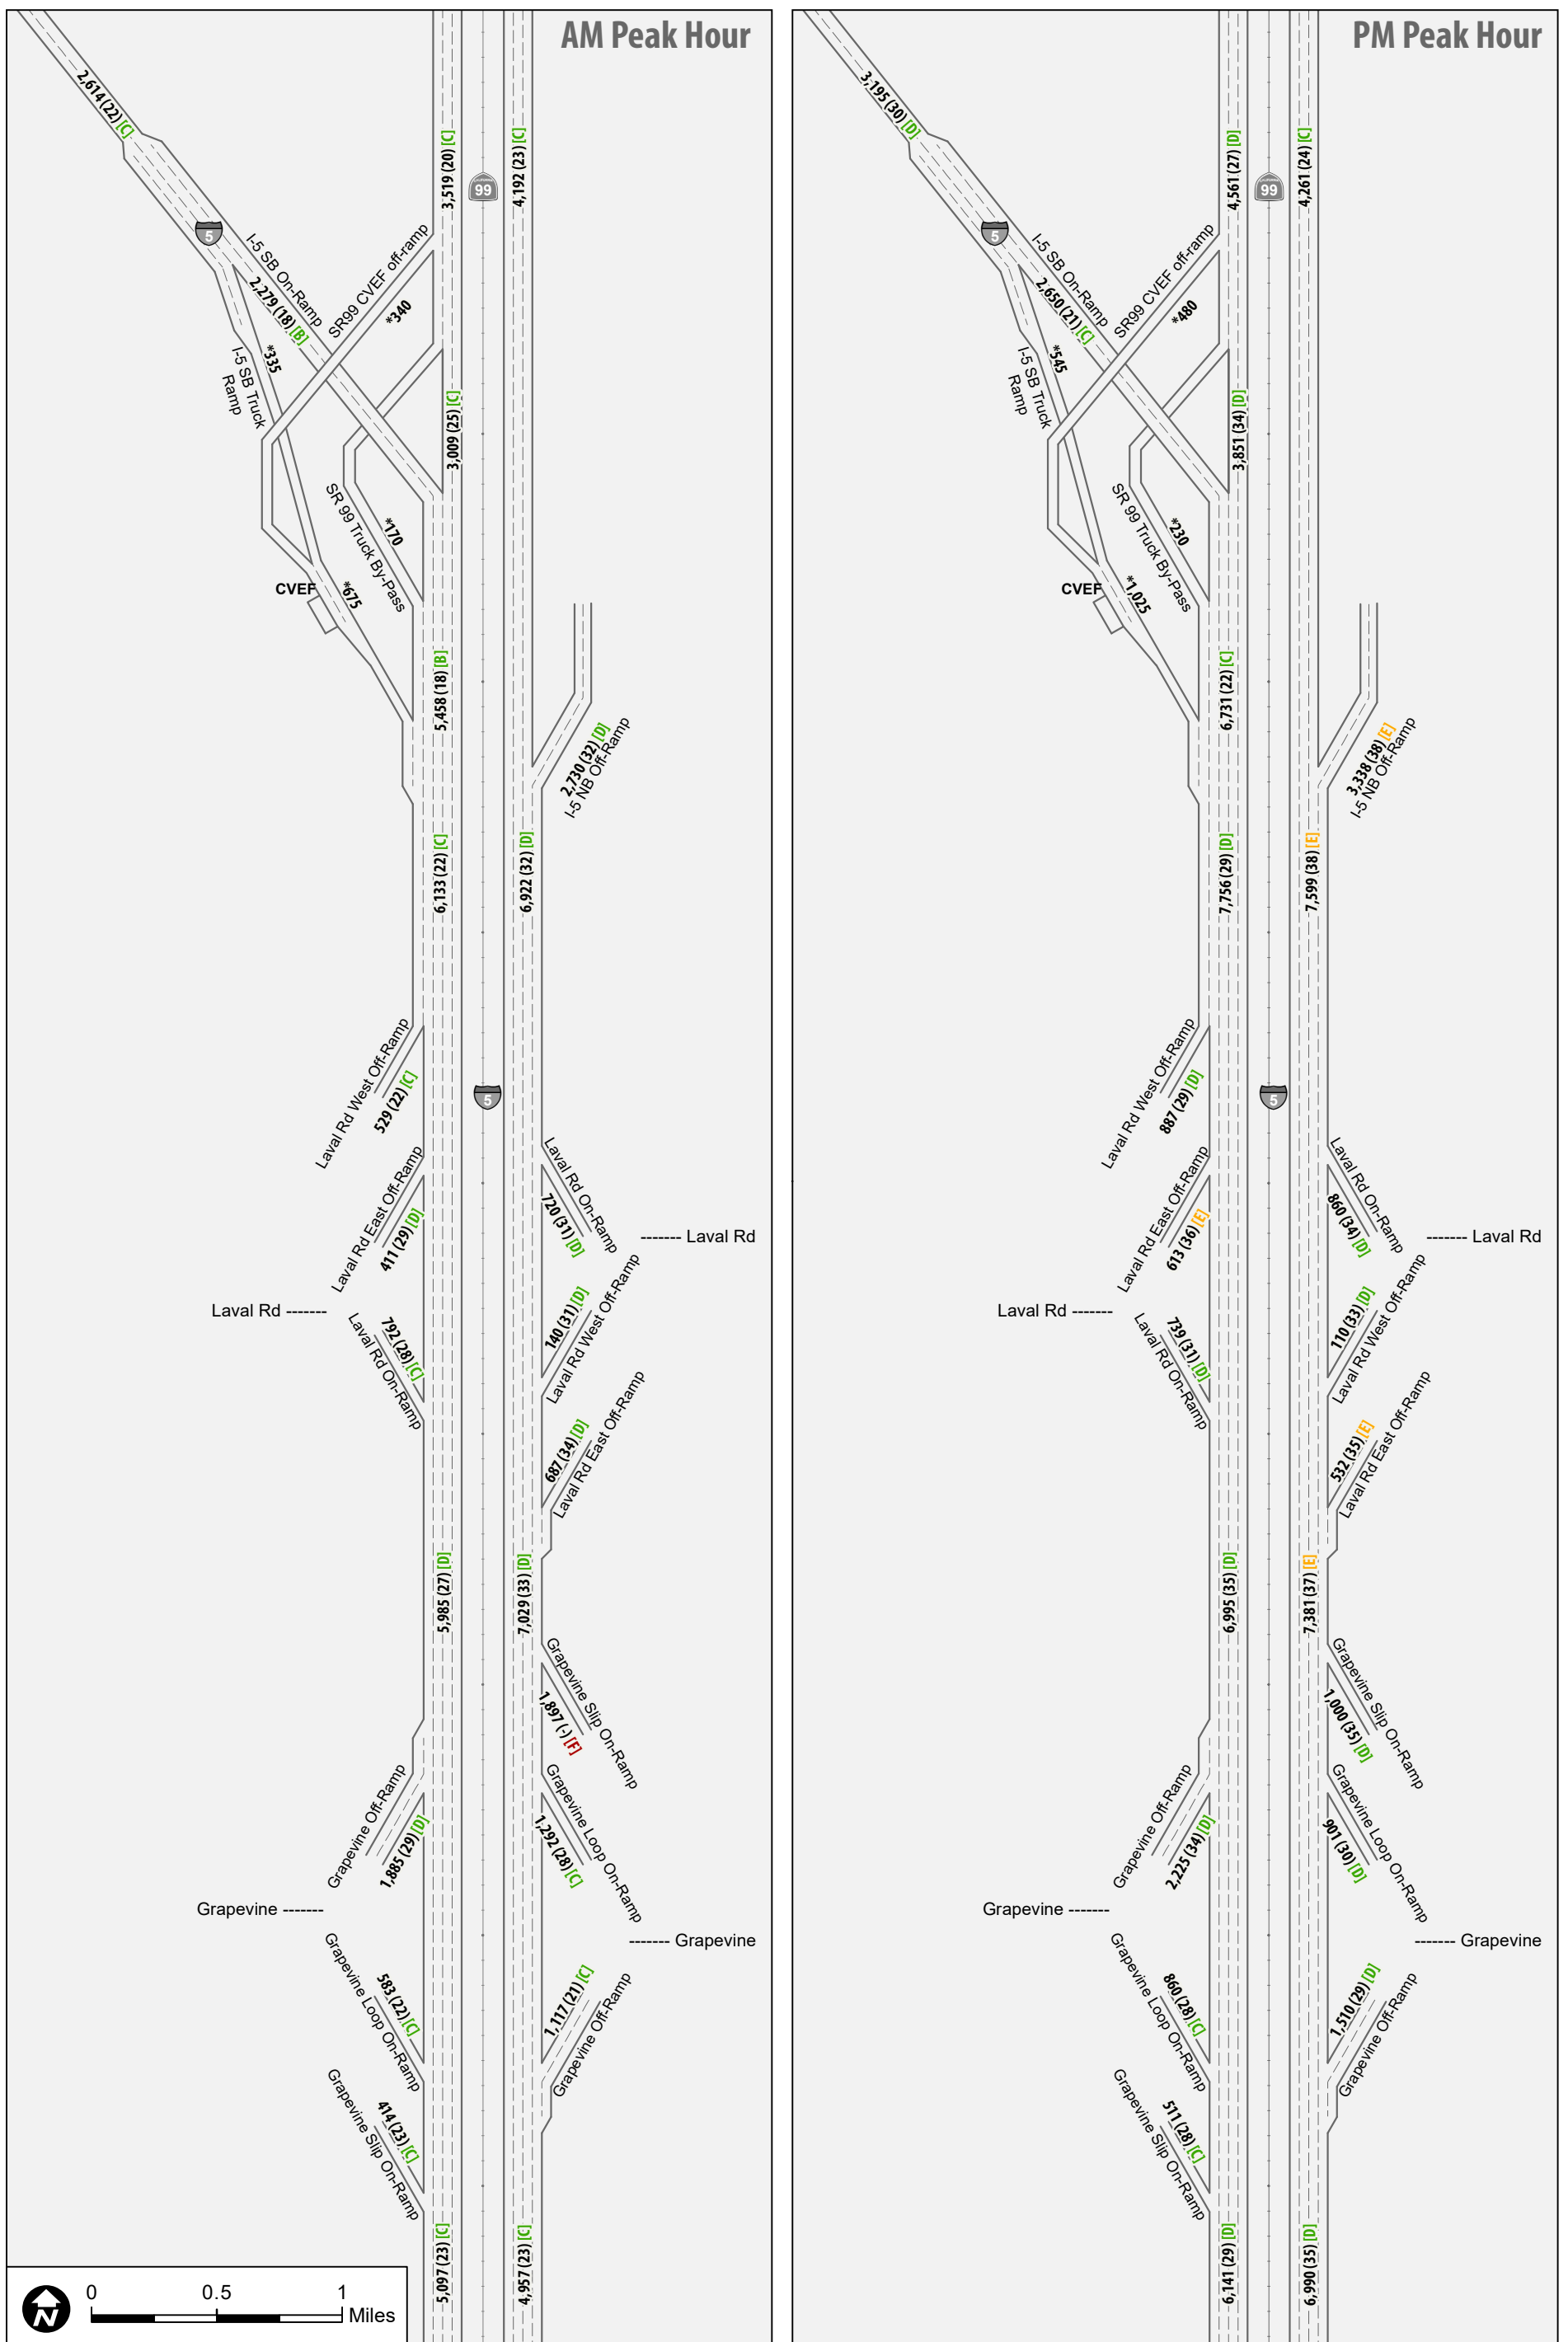 AM Peak Hour
2,614 (22) [C]
3,519 (20) [C]
99
4,192 (23) [C]
5
I-5 SB On-Ramp
2,279 (18) [B]
SR99 CVEF off-ramp
*340
*335
I-5 SB Truck
Ramp
3,009 (25) [C]
SR 99 Truck By-Pass
*170
CVEF
*675
5,458 (18) [B]
2,730 (32) [D]
I-5 NB Off-Ramp
6,133 (22) [C]
6,922 (32) [D]
Laval Rd West Off-Ramp
529 (22) [C]
5
Laval Rd East Off-Ramp
411 (29) [D]
Laval Rd On-Ramp
720 (31) [D]
------- Laval Rd
Laval Rd -------
140 (31) [D]
Laval Rd West Off-Ramp
792 (28) [C]
Laval Rd On-Ramp
687 (34) [D]
Laval Rd East Off-Ramp
5,985 (27) [D]
7,029 (33) [D]
Grapevine Slip On-Ramp
1,897 (-) [F]
Grapevine Off-Ramp
1,885 (29) [D]
Grapevine Loop On-Ramp
1,292 (28) [C]
Grapevine -------
------- Grapevine
583 (22) [C]
Grapevine Loop On-Ramp
1,117 (21) [C]
Grapevine Off-Ramp
414 (23) [C]
Grapevine Slip On-Ramp
5,097 (23) [C]
4,957 (23) [C]
N
0 0.5 1
Miles
PM Peak Hour
3,195 (30) [D]
4,561 (27) [D]
99
4,261 (24) [C]
5
I-5 SB On-Ramp
2,650 (21) [C]
SR99 CVEF off-ramp
*480
*545
I-5 SB Truck
Ramp
3,851 (34) [D]
SR 99 Truck By-Pass
*230
CVEF
*1,025
6,731 (22) [C]
3,338 (38) [E]
I-5 NB Off-Ramp
7,756 (29) [D]
7,599 (38) [E]
Laval Rd West Off-Ramp
887 (29) [D]
5
Laval Rd East Off-Ramp
613 (36) [E]
Laval Rd On-Ramp
860 (34) [D]
------- Laval Rd
Laval Rd -------
110 (33) [D]
Laval Rd West Off-Ramp
739 (31) [D]
Laval Rd On-Ramp
532 (35) [E]
Laval Rd East Off-Ramp
6,995 (35) [D]
7,381 (37) [E]
Grapevine Slip On-Ramp
1,000 (35) [D]
Grapevine Off-Ramp
2,225 (34) [D]
Grapevine Loop On-Ramp
901 (30) [D]
Grapevine -------
------- Grapevine
860 (28) [C]
Grapevine Loop On-Ramp
1,510 (29) [D]
Grapevine Off-Ramp
511 (28) [C]
Grapevine Slip On-Ramp
6,141 (29) [D]
6,990 (35) [D]